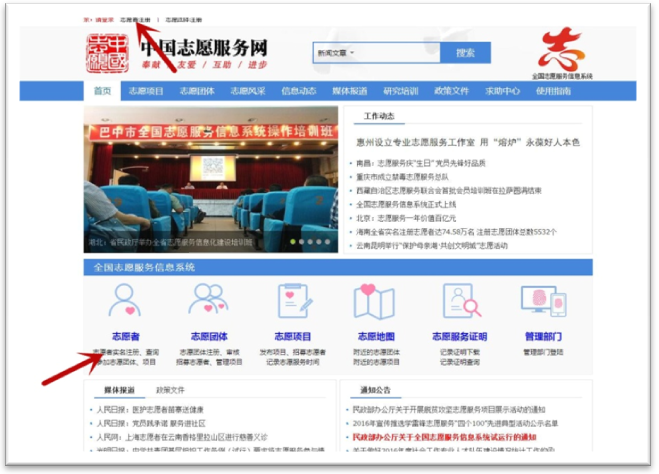 亲，请登录 志愿者注册 | 志愿团体注册
中国志愿
中国志愿服务网
奉献 / 友爱 / 互助 / 进步
新闻文章
搜索
志
全国志愿服务信息系统
首页 志愿项目 志愿团体 志愿风采 信息动态 媒体报道 研究培训 政策文件 求助中心 使用指南
巴中市全国志愿服务信息系统操作培训班
湖北：省民政厅举办全省志愿服务信息化建设培训班
工作动态
惠州设立专业志愿服务工作室 用“熔炉”永葆好人本色
南昌：志愿服务庆“生日”党员先锋好品质
重庆市成立禁毒志愿服务总队
西藏自治区志愿服务联合会首批会员培训班在拉萨圆满结束
全国志愿服务信息系统正式上线
北京：志愿服务一年价值百亿元
海南全省实名注册志愿者达74.58万名 注册志愿团体总数5532个
云南昆明举行“保护母亲海·共创文明城”志愿活动
全国志愿服务信息系统
志愿者 志愿团体 志愿项目 志愿地图 志愿服务证明 管理部门
志愿者实名注册、查询 志愿团体注册、审核 发布项目、招募志愿者 附近的志愿团体 记录证明下载 管理部门登陆
参加志愿团体、项目 招募志愿者、管理项目 记录志愿服务时间 附近的志愿项目 记录证明查询
媒体报道 政策文件
人民日报：医护志愿者苗寨送健康
人民日报：党员践承诺 服务进社区
人民网：上海志愿者在云南香格里拉山区进行慈善义诊
通知公告
民政部办公厅关于开展脱贫攻坚志愿服务项目展示活动的通知
2016年宣传推选学雷锋志愿服务“四个100”先进典型活动公示名单
民政部办公厅关于全国志愿服务信息系统试运行的通知